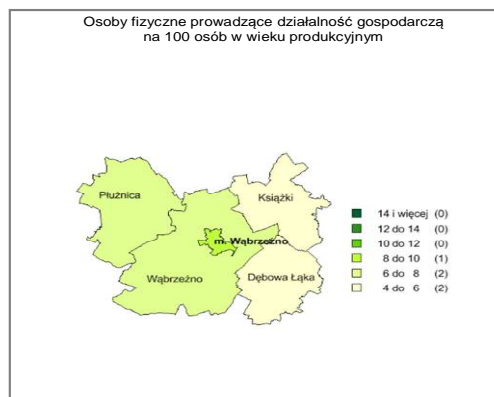 Osoby fizyczne prowadzące działalność gospodarczą
na 100 osób w wieku produkcyjnym
Płużnica
Książki
m. Wąbrzeźno
Wąbrzeźno
Dębowa Łąka
14 i więcej (0)
12 do 14 (0)
10 do 12 (0)
8 do 10 (1)
6 do 8 (2)
4 do 6 (2)